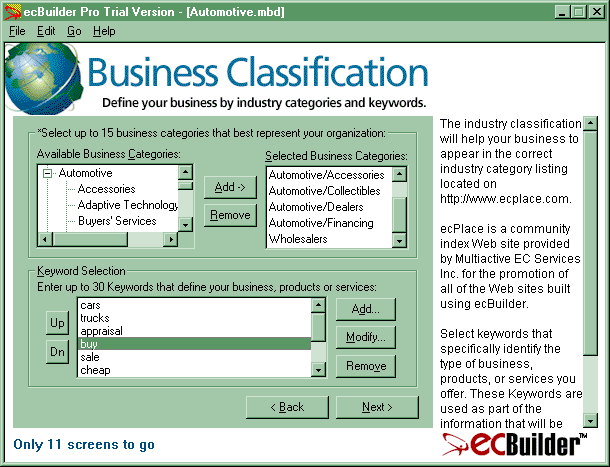 ecBuilder Pro Trial Version - [Automotive.mbd]
File Edit Go Help
Business Classification
Define your business by industry categories and keywords.
*Select up to 15 business categories that best represent your organization:
Available Business Categories:
Automotive
Accessories
Adaptive Technology
Buyers' Services
Add ->
Remove
Selected Business Categories:
Automotive/Accessories
Automotive/Collectibles
Automotive/Dealers
Automotive/Financing
Wholesalers
Keyword Selection
Enter up to 30 Keywords that define your business, products or services:
Up
Dn
cars
trucks
appraisal
buy
sale
cheap
Add...
Modify...
Remove
< Back
Next >
The industry classification
will help your business to
appear in the correct
industry category listing
located on
http://www.ecplace.com.
ecPlace is a community
index Web site provided
by Multiactive EC Services
Inc. for the promotion of
all of the Web sites built
using ecBuilder.
Select keywords that
specifically identify the
type of business,
products, or services you
offer. These Keywords are
used as part of the
information that will be
Only 11 screens to go
ecBuilder™